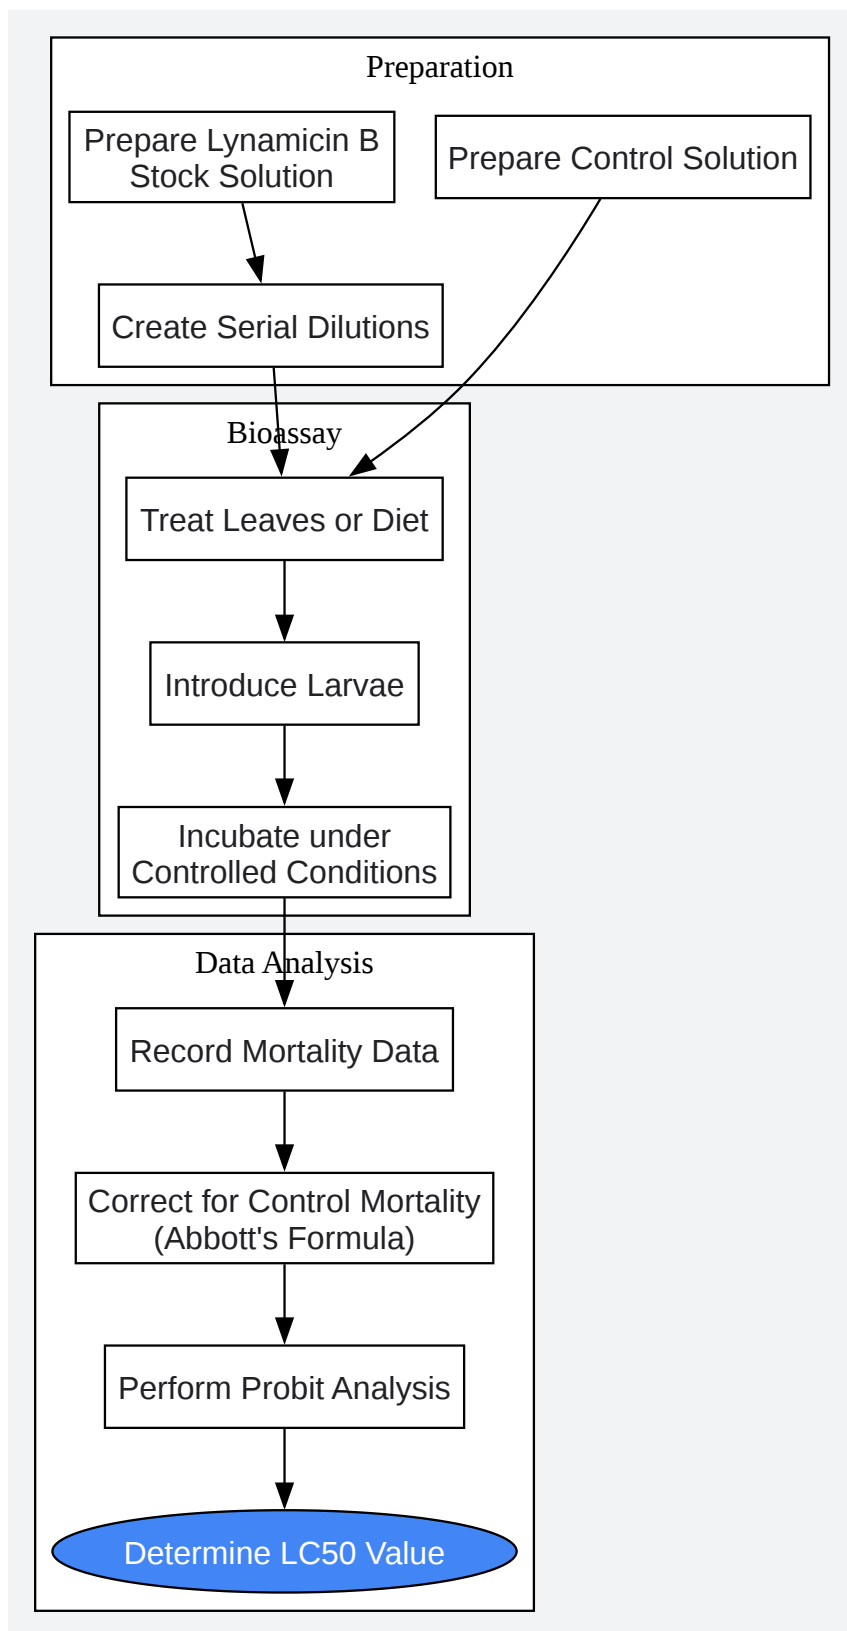 Preparation
Prepare Lynamicin B
Stock Solution
Prepare Control Solution
Create Serial Dilutions
Bioassay
Treat Leaves or Diet
Introduce Larvae
Incubate under
Controlled Conditions
Data Analysis
Record Mortality Data
Correct for Control Mortality
(Abbott's Formula)
Perform Probit Analysis
Determine LC50 Value